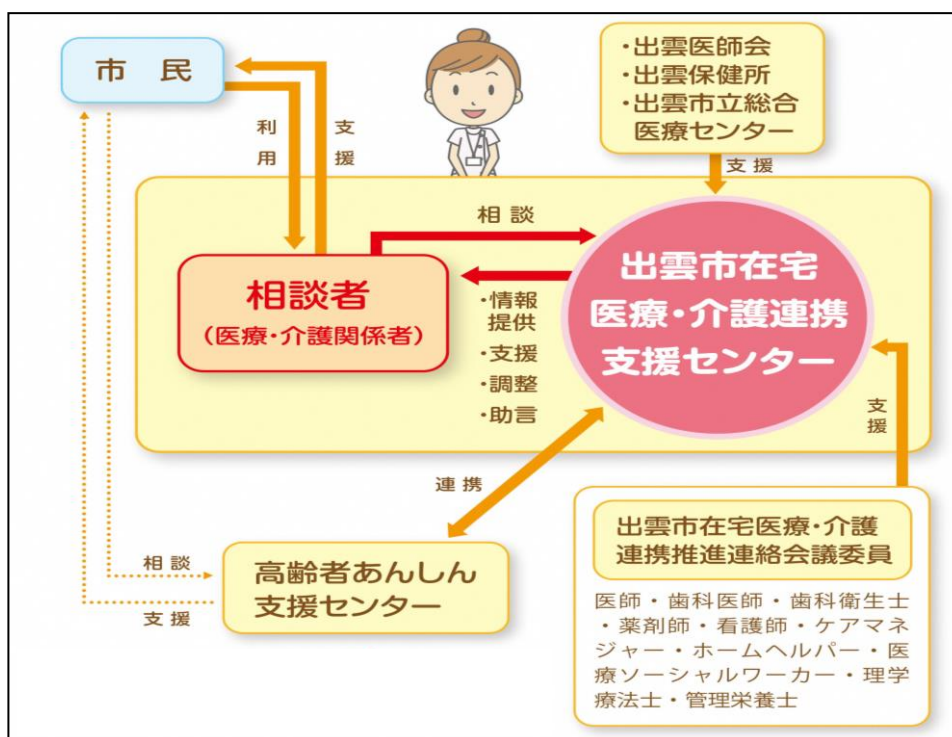 市 民
利用
支援
・出雲医師会
・出雲保健所
・出雲市立総合
医療センター
支援
相 談
相談者
(医療・介護関係者)
・情報
提供
・支援
・調整
・助言
出雲市在宅
医療・介護連携
支援センター
支援
連 携
相 談
支 援
高齢者あんしん
支援センター
出雲市在宅医療・介護
連携推進連絡会議委員
医師・歯科医師・歯科衛生士
・薬剤師・看護師・ケアマネ
ジャー・ホームヘルパー・医
療ソーシャルワーカー・理学
療法士・管理栄養士